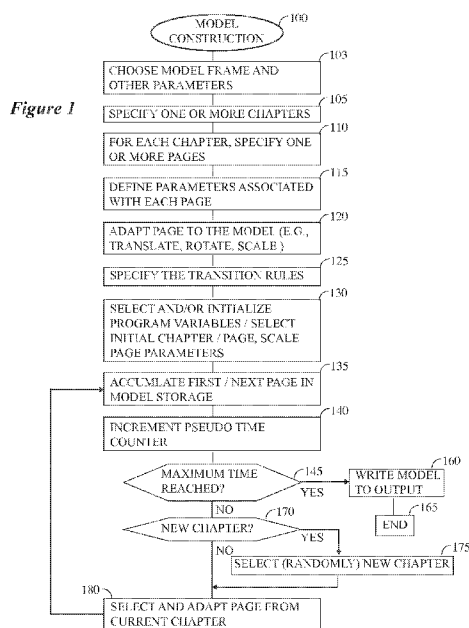 MODEL
CONSTRUCTION
100
103
CHOOSE MODEL FRAME AND
OTHER PARAMETERS
Figure 1
105
SPECIFY ONE OR MORE CHAPTERS
110
FOR EACH CHAPTER, SPECIFY ONE
OR MORE PAGES
115
DEFINE PARAMETERS ASSOCIATED
WITH EACH PAGE
120
ADAPT PAGE TO THE MODEL (E.G.,
TRANSLATE, ROTATE, SCALE )
125
SPECIFY THE TRANSITION RULES
130
SELECT AND/OR INITIALIZE
PROGRAM VARIABLES / SELECT
INITIAL CHAPTER / PAGE, SCALE
PAGE PARAMETERS
135
ACCUMLATE FIRST / NEXT PAGE IN
MODEL STORAGE
140
INCREMENT PSEUDO TIME
COUNTER
145
MAXIMUM TIME
REACHED?
YES
160
WRITE MODEL
TO OUTPUT
NO
165
END
170
NEW CHAPTER?
YES
NO
175
SELECT (RANDOMLY) NEW CHAPTER
180
SELECT AND ADAPT PAGE FROM
CURRENT CHAPTER